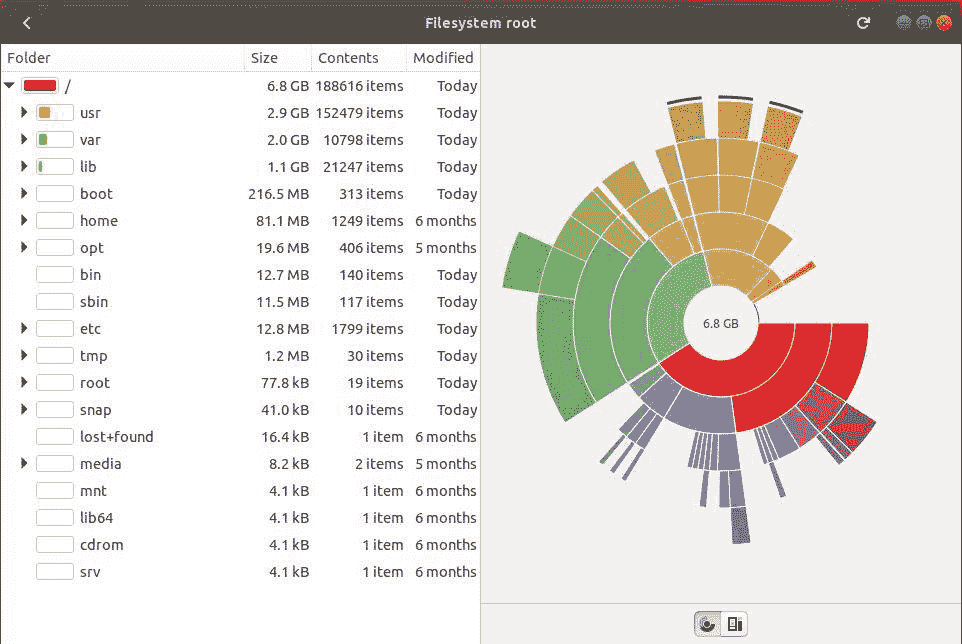 Filesystem root
Folder Size Contents Modified
/ 6.8 GB 188616 items Today
usr 2.9 GB 152479 items Today
var 2.0 GB 10798 items Today
lib 1.1 GB 21247 items Today
boot 216.5 MB 313 items Today
home 81.1 MB 1249 items 6 months
opt 19.6 MB 406 items 5 months
bin 12.7 MB 140 items Today
sbin 11.5 MB 117 items Today
etc 12.8 MB 1799 items Today
tmp 1.2 MB 30 items Today
root 77.8 kB 19 items Today
snap 41.0 kB 10 items Today
lost+found 16.4 kB 1 item 6 months
media 8.2 kB 2 items 5 months
mnt 4.1 kB 1 item 6 months
lib64 4.1 kB 1 item 6 months
cdrom 4.1 kB 1 item 6 months
srv 4.1 kB 1 item 6 months
6.8 GB